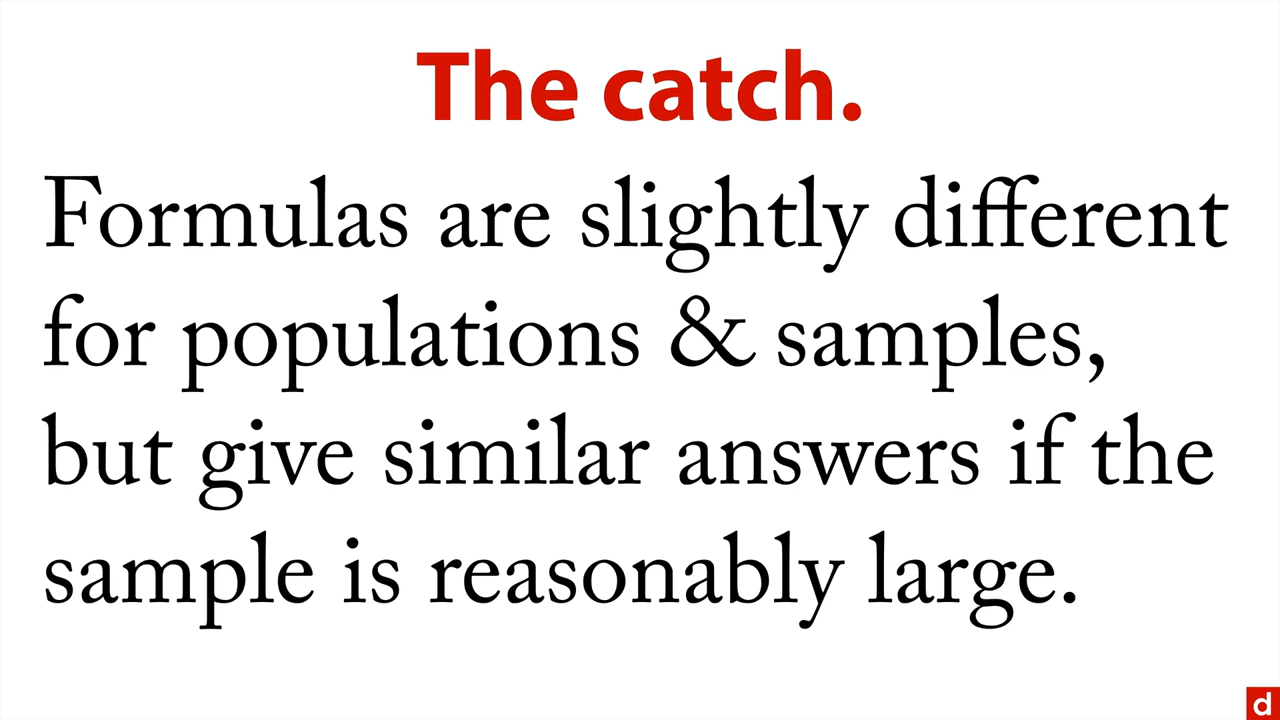 The catch.
Formulas are slightly different
for populations & samples,
but give similar answers if the
sample is reasonably large.
d